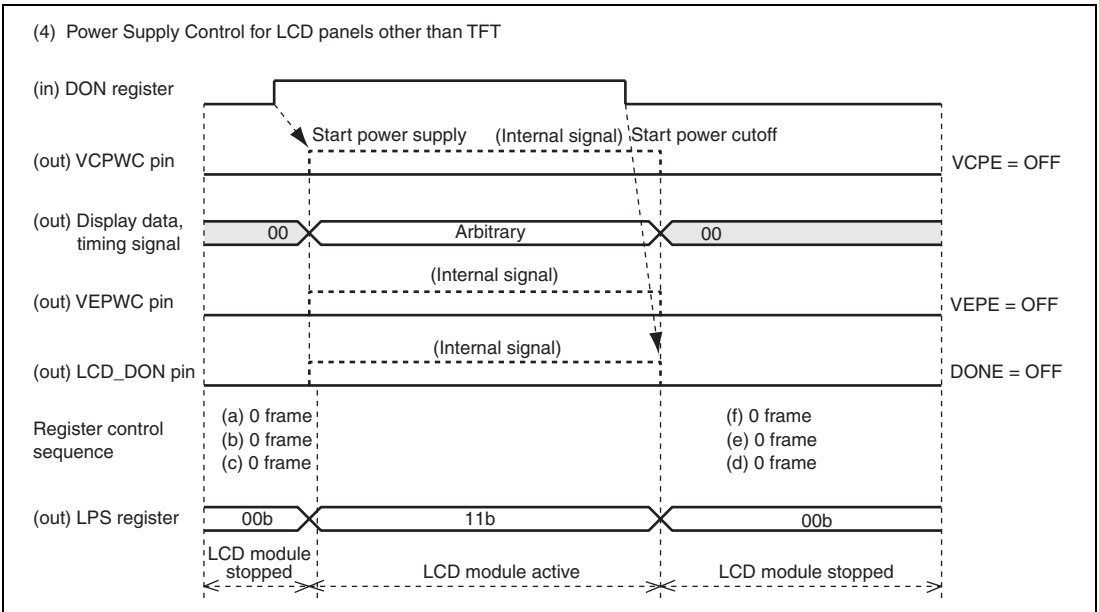 (4) Power Supply Control for LCD panels other than TFT
(in) DON register
Start power supply (Internal signal) Start power cutoff
(out) VCPWC pin VCPE = OFF
(out) Display data, timing signal 00 Arbitrary 00
(Internal signal)
(out) VEPWC pin VEPE = OFF
(Internal signal)
(out) LCD_DON pin DONE = OFF
Register control sequence
(a) 0 frame (f) 0 frame
(b) 0 frame (e) 0 frame
(c) 0 frame (d) 0 frame
(out) LPS register 00b 11b 00b
LCD module stopped LCD module active LCD module stopped